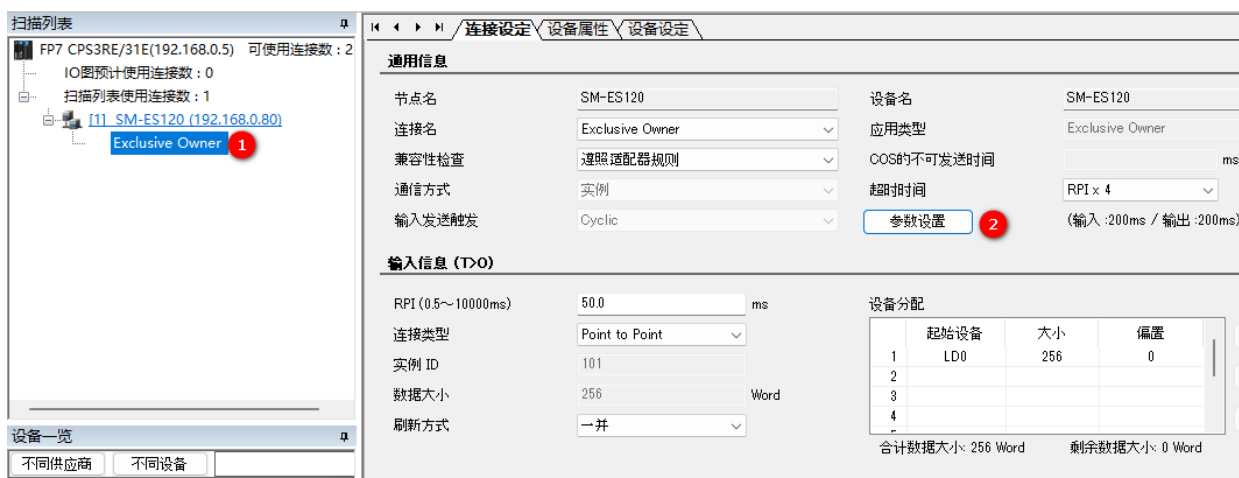 扫描列表
FP7 CPS3RE/31E(192.168.0.5) 可使用连接数：2
IO图预计使用连接数：0
扫描列表使用连接数：1
[1] SM-ES120 (192.168.0.80)
Exclusive Owner 1
设备一览
不同供应商 不同设备
连接设定 设备属性 设备设定
通用信息
节点名 SM-ES120 设备名 SM-ES120
连接名 Exclusive Owner 应用类型 Exclusive Owner
兼容性检查 遵照适配器规则 COS的不可发送时间 ms
通信方式 实例 超时时间 RPI x 4
输入发送触发 Cyclic 参数设置 2 (输入:200ms / 输出:200ms)
输入信息 (T>O)
RPI(0.5～10000ms) 50.0 ms 设备分配
连接类型 Point to Point 起始设备 大小 偏置
1 LD0 256 0
实例 ID 101
2
数据大小 256 Word 3
4
刷新方式 一并
合计数据大小: 256 Word 剩余数据大小: 0 Word